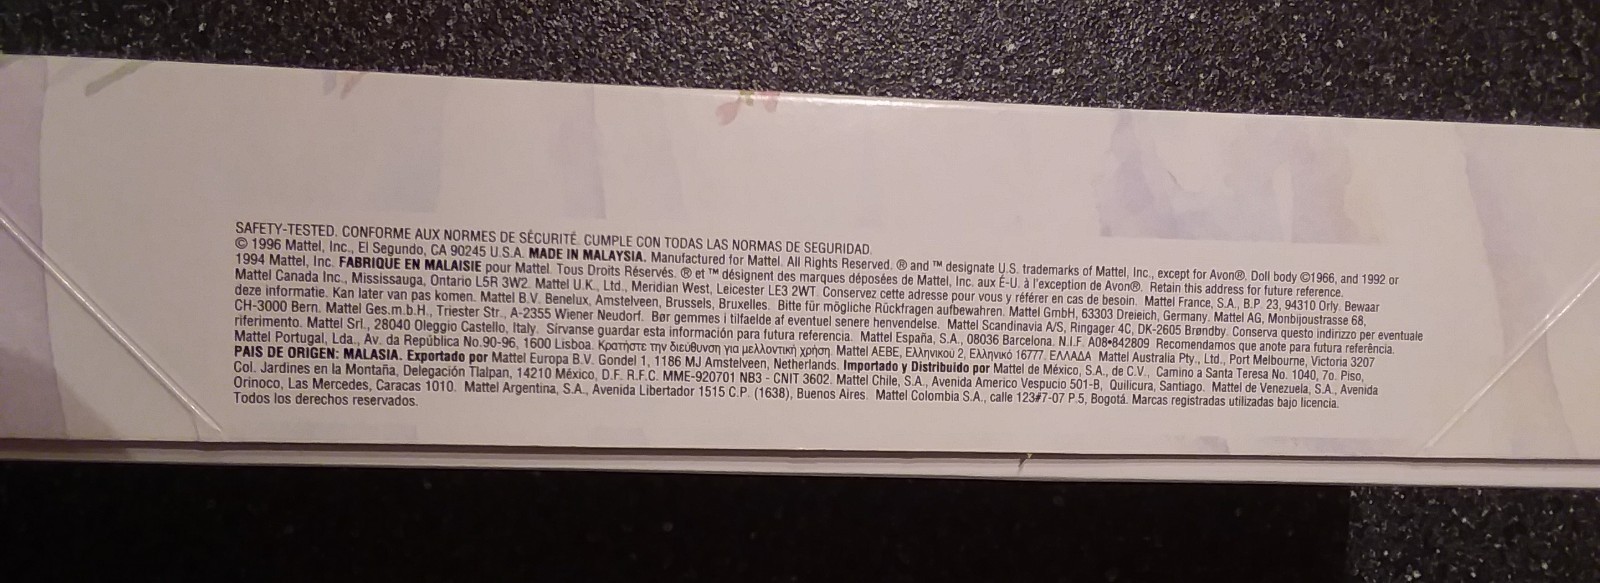 SAFETY-TESTED. CONFORME AUX NORMES DE SÉCURITÉ. CUMPLE CON TODAS LAS NORMAS DE SEGURIDAD.
© 1996 Mattel, Inc., El Segundo, CA 90245 U.S.A. MADE IN MALAYSIA. Manufactured for Mattel. All Rights Reserved. ® and ™ designate U.S. trademarks of Mattel, Inc., except for Avon®. Doll body ©1966, and 1992 or
1994 Mattel, Inc. FABRIQUE EN MALAISIE pour Mattel. Tous Droits Réservés. ® et ™ désignent des marques déposées de Mattel, Inc. aux É-U. à l'exception de Avon®. Retain this address for future reference.
Mattel Canada Inc., Mississauga, Ontario L5R 3W2. Mattel U.K., Ltd., Meridian West, Leicester LE3 2WT. Conservez cette adresse pour vous y référer en cas de besoin. Mattel France, S.A., B.P. 23, 94310 Orly. Bewaar
deze informatie. Kan later van pas komen. Mattel B.V. Benelux, Amstelveen, Brussels, Bruxelles. Bitte für mögliche Rückfragen aufbewahren. Mattel GmbH, 63303 Dreieich, Germany. Mattel AG, Monbijoustrasse 68,
CH-3000 Bern. Mattel Ges.m.b.H., Triester Str., A-2355 Wiener Neudorf. Bør gemmes i tilfaelde af eventuel senere henvendelse. Mattel Scandinavia A/S, Ringager 4C, DK-2605 Brøndby. Conserva questo indirizzo per eventuale
riferimento. Mattel Srl., 28040 Oleggio Castello, Italy. Sírvanse guardar esta información para futura referencia. Mattel España, S.A., 08036 Barcelona. N.I.F. A08•842809 Recomendamos que anote para futura referência.
Mattel Portugal, Lda., Av. da República No.90-96, 1600 Lisboa. Κρατήστε την διεύθυνση για μελλοντική χρήση. Mattel AEBE, Ελληνικού 2, Ελληνικό 16777, ΕΛΛΑΔΑ Mattel Australia Pty., Ltd., Port Melbourne, Victoria 3207
PAIS DE ORIGEN: MALASIA. Exportado por Mattel Europa B.V. Gondel 1, 1186 MJ Amstelveen, Netherlands. Importado y Distribuido por Mattel de México, S.A., de C.V., Camino a Santa Teresa No. 1040, 7o. Piso,
Col. Jardines en la Montaña, Delegación Tlalpan, 14210 México, D.F. R.F.C. MME-920701 NB3 - CNIT 3602. Mattel Chile, S.A., Avenida Americo Vespucio 501-B, Quilicura, Santiago. Mattel de Venezuela, S.A., Avenida
Orinoco, Las Mercedes, Caracas 1010. Mattel Argentina, S.A., Avenida Libertador 1515 C.P. (1638), Buenos Aires. Mattel Colombia S.A., calle 123#7-07 P.5, Bogotá. Marcas registradas utilizadas bajo licencia.
Todos los derechos reservados.